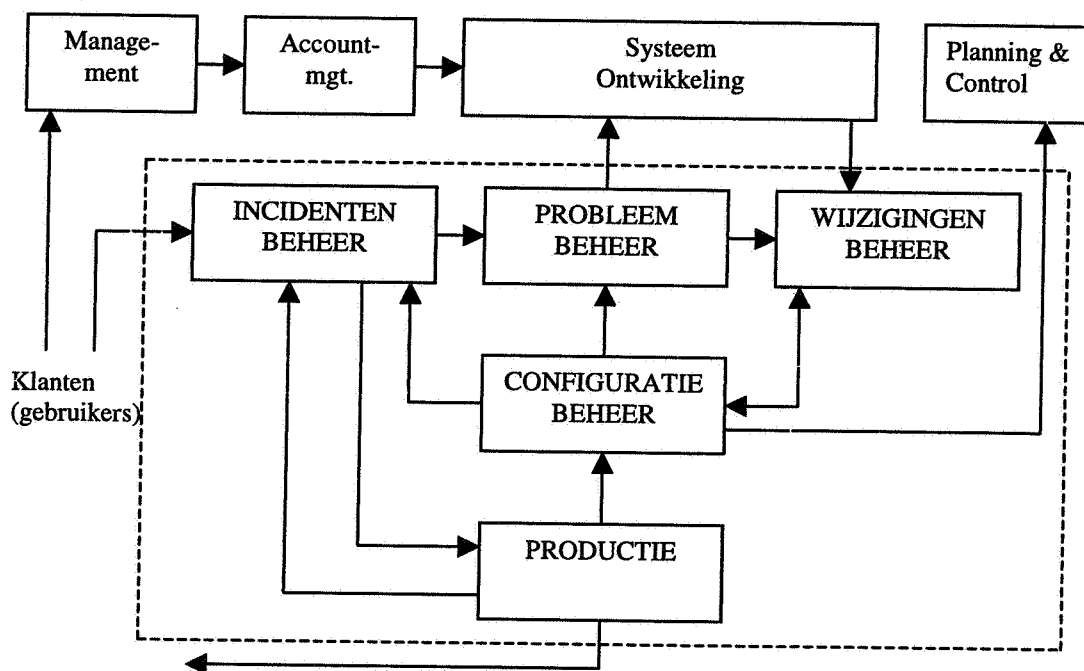 Manage-
ment
Account-
mgt.
Systeem
Ontwikkeling
Planning &
Control
INCIDENTEN
BEHEER
PROBLEEM
BEHEER
WIJZIGINGEN
BEHEER
Klanten
(gebruikers)
CONFIGURATIE
BEHEER
PRODUCTIE